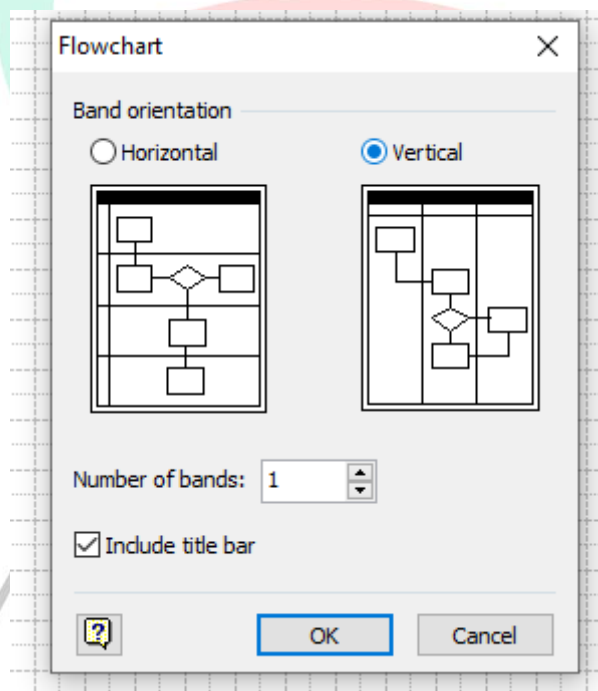 Flowchart
Band orientation
Horizontal Vertical
Number of bands: 1
Include title bar
? OK Cancel